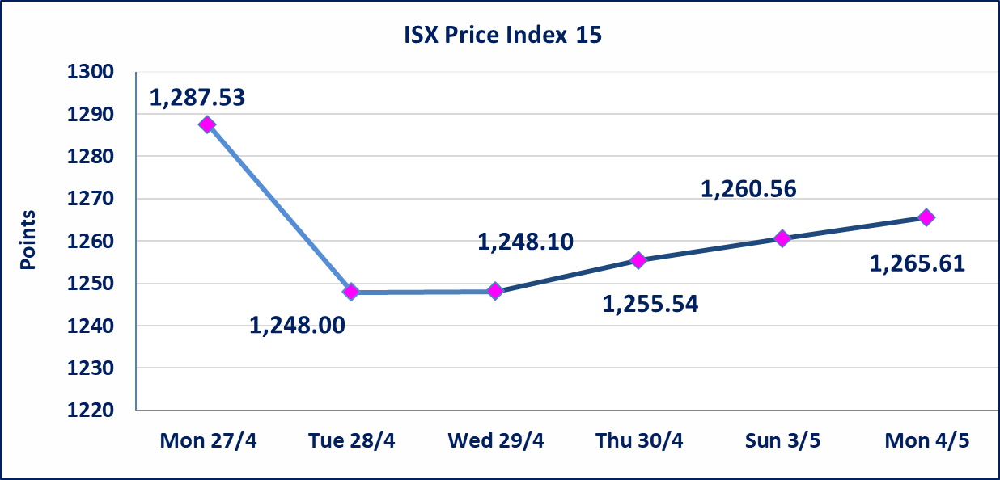 ISX Price Index 15
Points
1300
1290
1280
1270
1260
1250
1240
1230
1220
1,287.53
1,248.00
1,248.10
1,255.54
1,260.56
1,265.61
Mon 27/4
Tue 28/4
Wed 29/4
Thu 30/4
Sun 3/5
Mon 4/5